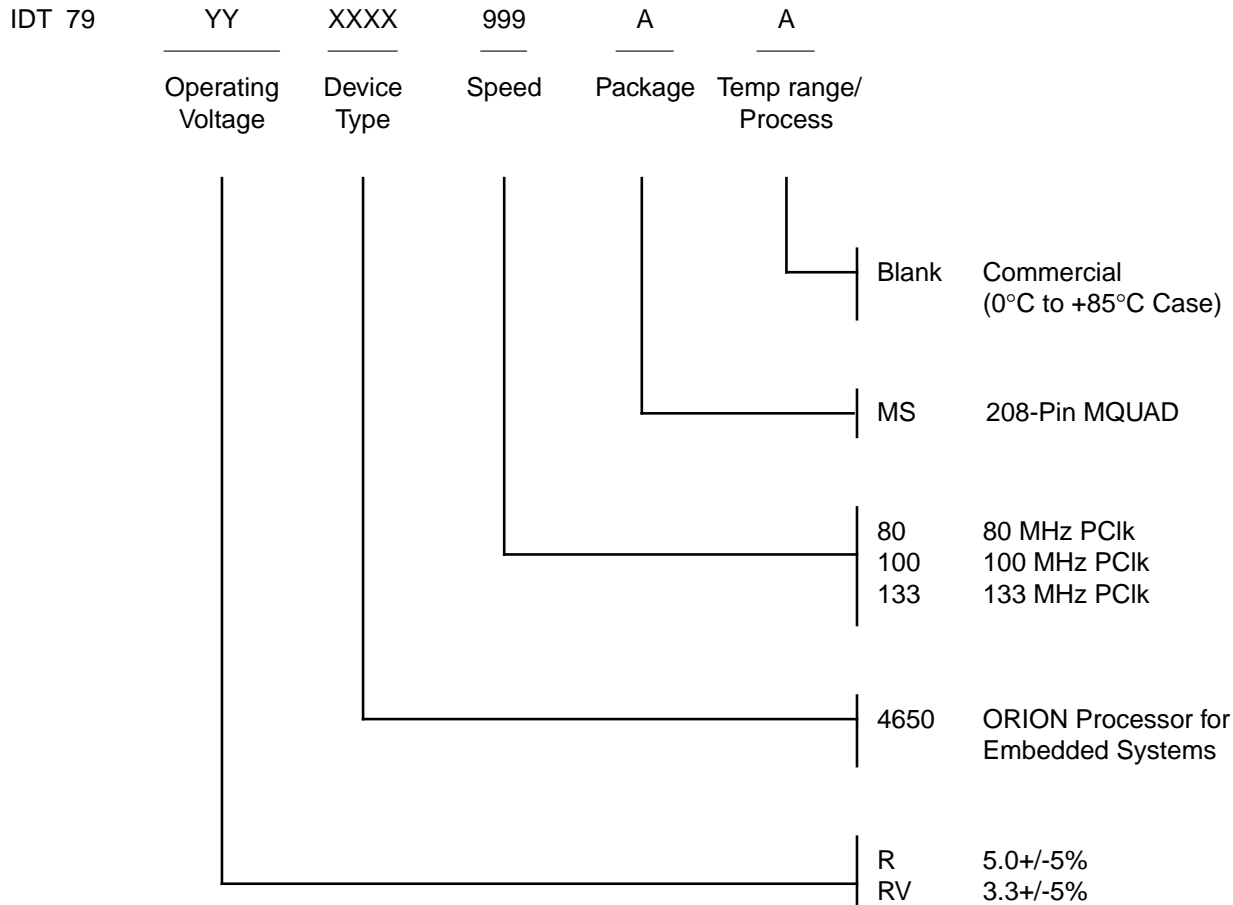 IDT 79 YY XXXX 999 A A
Operating Voltage
Device Type
Speed
Package
Temp range/ Process
Blank Commercial
(0°C to +85°C Case)
MS 208-Pin MQUAD
80 80 MHz PClk
100 100 MHz PClk
133 133 MHz PClk
4650 ORION Processor for
Embedded Systems
R 5.0+/-5%
RV 3.3+/-5%